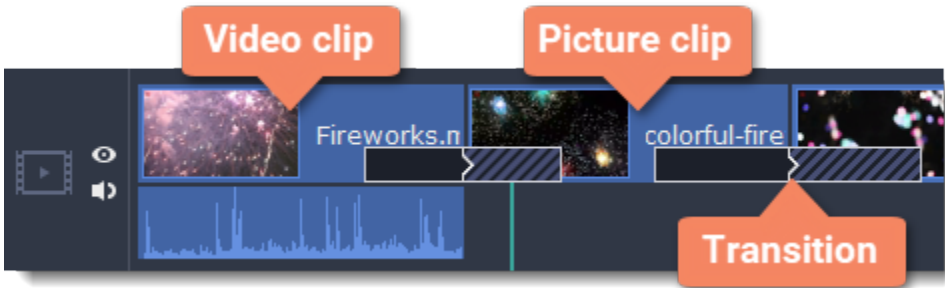 Video clip
Picture clip
Fireworks.m
colorful-fire
Transition